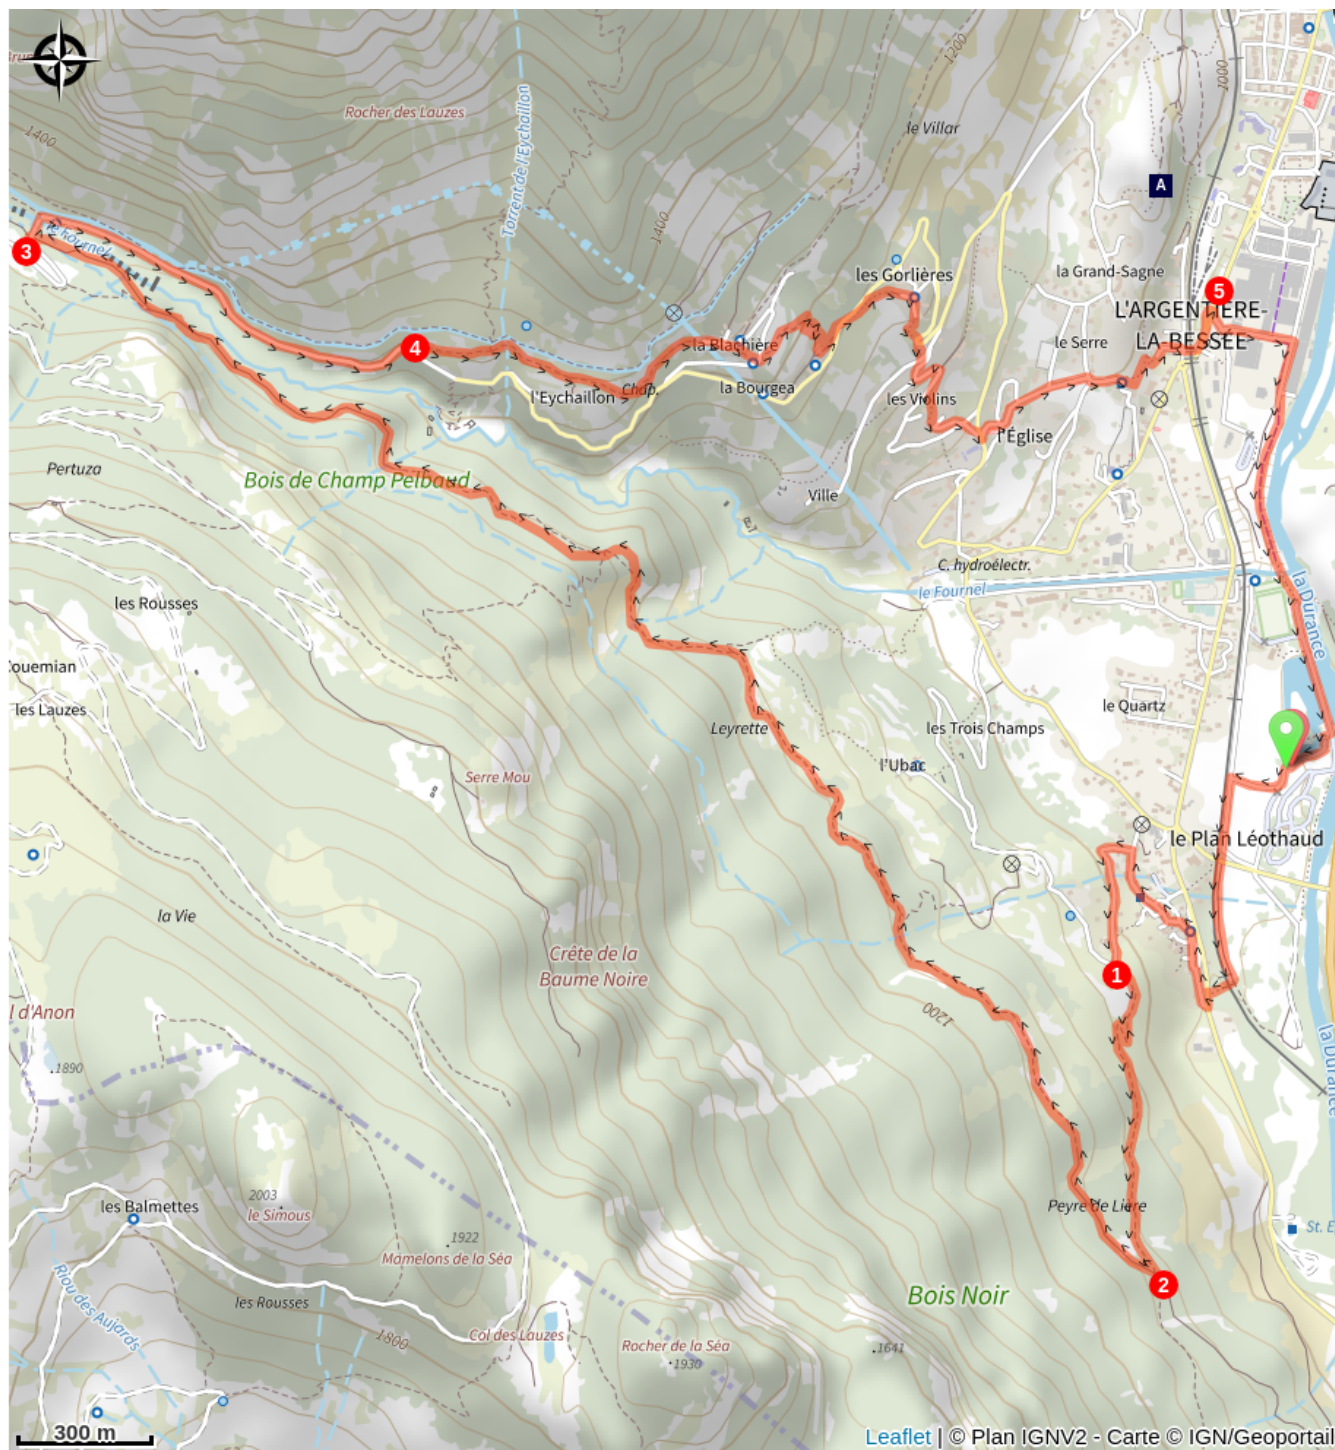 Rocher des Lauzes
1400
Torrent de l'Eychaillon
1200
1000
le Villar
A
1400
le Fournel
3
les Gorlières
la Grand-Sagne
5
L'ARGENTIÈRE-
LA-BESSÉE
le Serre
4
la Blachière
Chap.
l'Eychaillon
la Bourgea
les Violins
l'Église
Pertuza
Bois de Champ Pelbaud
Ville
C. hydroélectr.
le Fournel
la Durance
les Rousses
Couemian
les Lauzes
le Quartz
Leyrette
les Trois Champs
l'Ubac
Serre Mou
le Plan Léothaud
la Vie
Crête de la
Baume Noire
1
1200
l d'Anon
1890
la Durance
Peyre de Lière
2003
le Simous
les Balmettes
1922
Mamelons de la Séa
St. E
2
Riou des Aujards
les Rousses
Bois Noir
1800
Col des Lauzes
Rocher de la Séa
1930
1641
300 m
Leaflet | © Plan IGNV2 - Carte © IGN/Geoportail